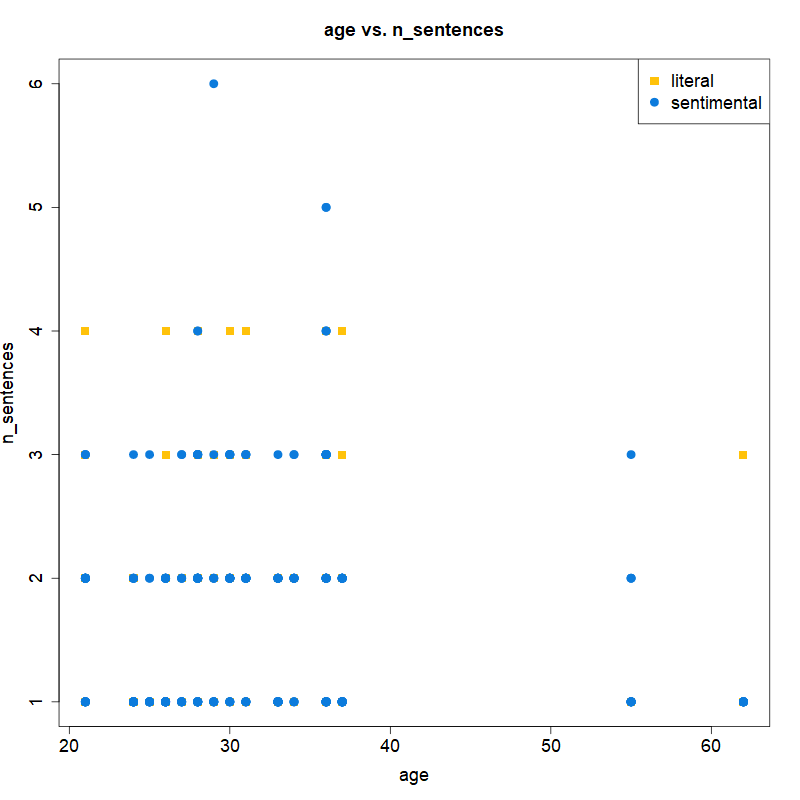 age vs. n_sentences
literal
sentimental
6
5
4
3
2
1
n_sentences
20 30 40 50 60
age